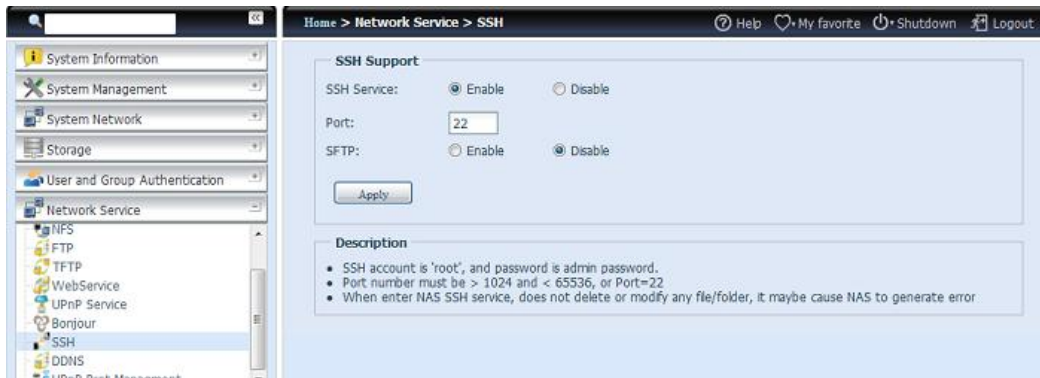 Home > Network Service > SSH
Help
My favorite
Shutdown
Logout
System Information
System Management
System Network
Storage
User and Group Authentication
Network Service
NFS
FTP
TFTP
WebService
UPnP Service
Bonjour
SSH
DDNS
SSH Support
SSH Service: Enable Disable
Port: 22
SFTP: Enable Disable
Apply
Description
SSH account is 'root', and password is admin password.
Port number must be > 1024 and < 65536, or Port=22
When enter NAS SSH service, does not delete or modify any file/folder, it maybe cause NAS to generate error